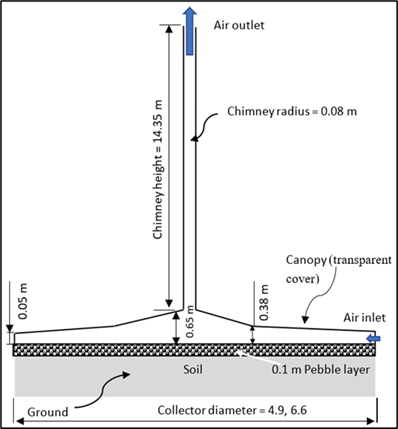 Air outlet
Chimney height = 14.35 m
Chimney radius = 0.08 m
Canopy (transparent
cover)
0.05 m
0.65 m
0.38 m
Air inlet
Soil
0.1 m Pebble layer
Ground
Collector diameter = 4.9, 6.6